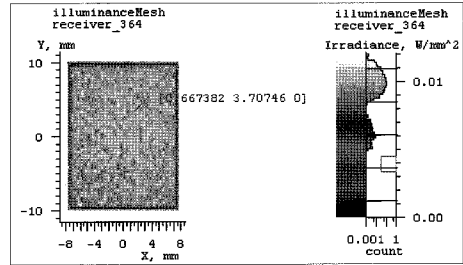 illuminanceMesh
receiver_364
Y, mm
10
0
-10
667382 3.70746 0]
-8 -4 0 4 8
X, mm
illuminanceMesh
receiver_364
Irradiance, W/mm^2
0.01
0.00
0.001 1
count